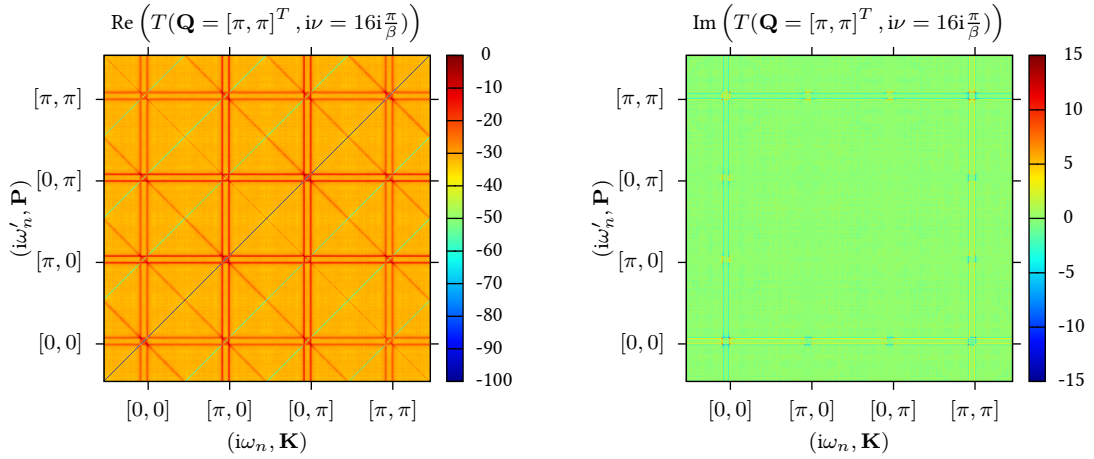 Re (T(Q = [π, π]^T , iν = 16i π/β))
0
-10
-20
-30
-40
-50
-60
-70
-80
-90
-100
[π, π]
[0, π]
[π, 0]
[0, 0]
(iω′_n, P)
[0, 0] [π, 0] [0, π] [π, π]
(iω_n, K)
Im (T(Q = [π, π]^T , iν = 16i π/β))
15
10
5
0
-5
-10
-15
[π, π]
[0, π]
[π, 0]
[0, 0]
(iω′_n, P)
[0, 0] [π, 0] [0, π] [π, π]
(iω_n, K)